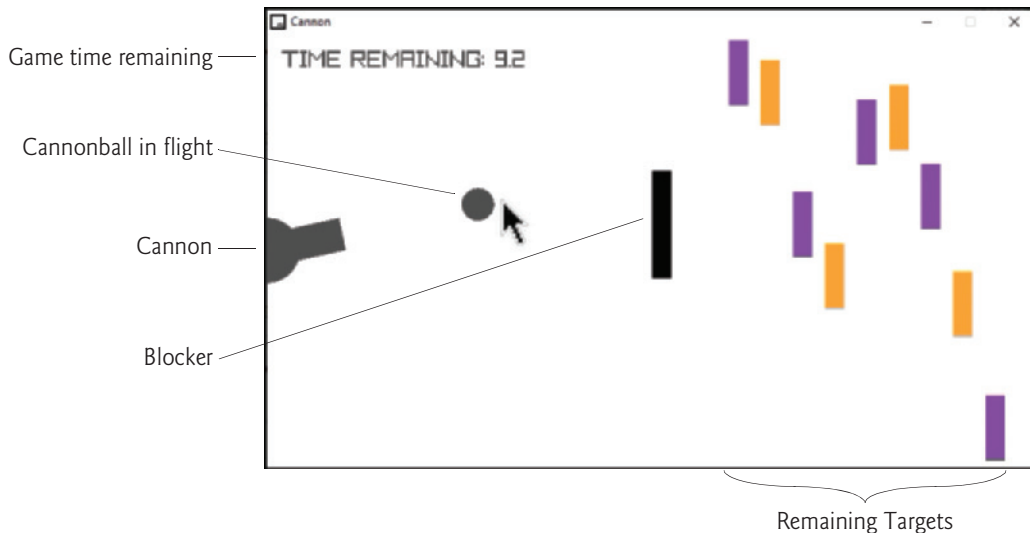 Cannon
Game time remaining
TIME REMAINING: 9.2
Cannonball in flight
Cannon
Blocker
Remaining Targets